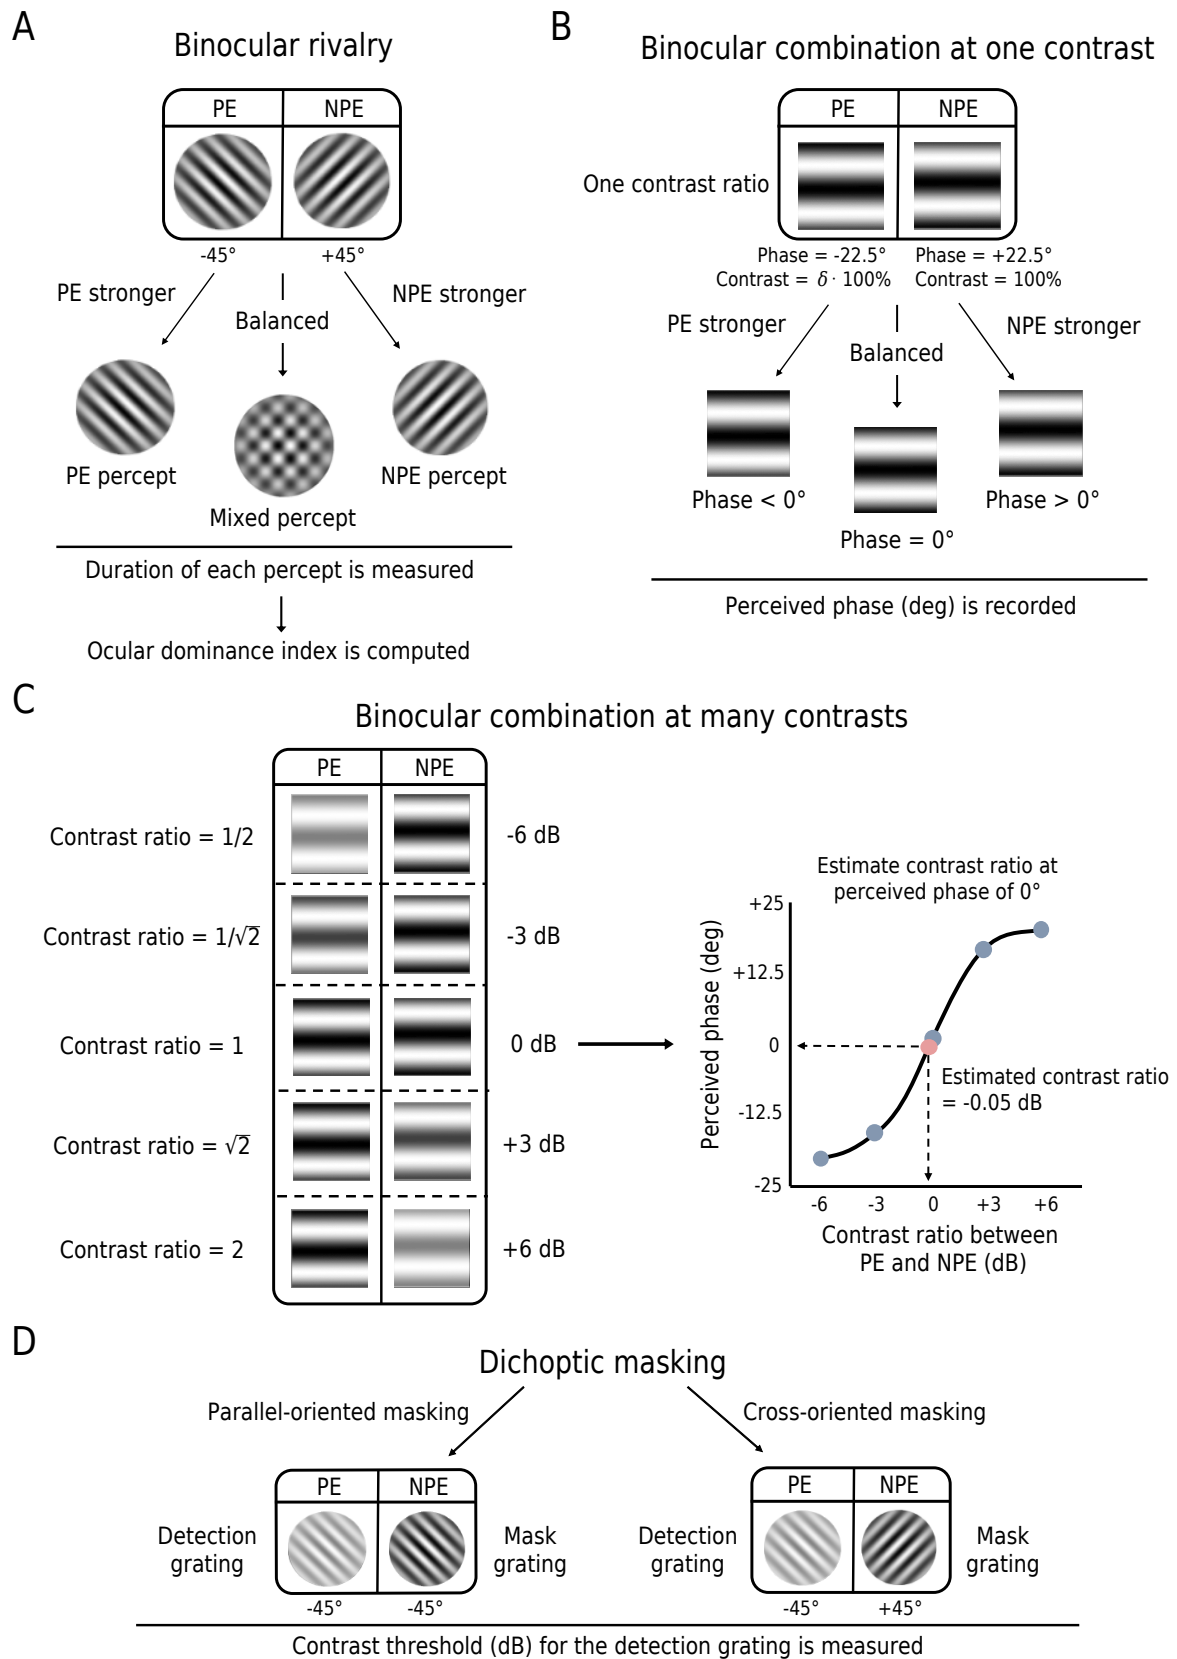 A
Binocular rivalry
PE NPE
-45° +45°
PE stronger
NPE stronger
Balanced
PE percept
NPE percept
Mixed percept
Duration of each percept is measured
Ocular dominance index is computed
B
Binocular combination at one contrast
PE NPE
One contrast ratio
Phase = -22.5° Phase = +22.5°
Contrast = δ · 100% Contrast = 100%
PE stronger
NPE stronger
Balanced
Phase < 0°
Phase > 0°
Phase = 0°
Perceived phase (deg) is recorded
C
Binocular combination at many contrasts
PE NPE
Contrast ratio = 1/2 -6 dB
Contrast ratio = 1/√2 -3 dB
Contrast ratio = 1 0 dB
Contrast ratio = √2 +3 dB
Contrast ratio = 2 +6 dB
Estimate contrast ratio at
perceived phase of 0°
Perceived phase (deg)
+25
+12.5
0
-12.5
-25
Estimated contrast ratio
= -0.05 dB
-6 -3 0 +3 +6
Contrast ratio between
PE and NPE (dB)
D
Dichoptic masking
Parallel-oriented masking
Cross-oriented masking
PE NPE
Detection
grating
Mask
grating
-45° -45°
PE NPE
Detection
grating
Mask
grating
-45° +45°
Contrast threshold (dB) for the detection grating is measured